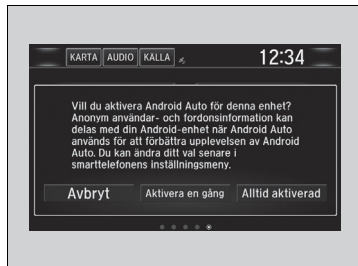 KARTA AUDIO KÄLLA 12:34
Vill du aktivera Android Auto för denna enhet?
Anonym användar- och fordonsinformation kan
delas med din Android-enhet när Android Auto
används för att förbättra upplevelsen av Android
Auto. Du kan ändra ditt val senare i
smarttelefonens inställningsmeny.
Avbryt Aktivera en gång Alltid aktiverad